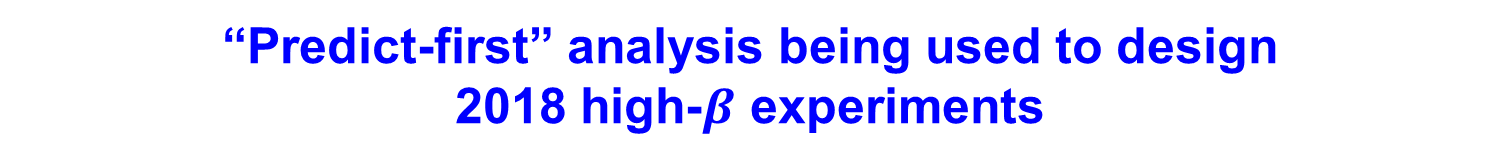 “Predict-first” analysis being used to design
2018 high-β experiments